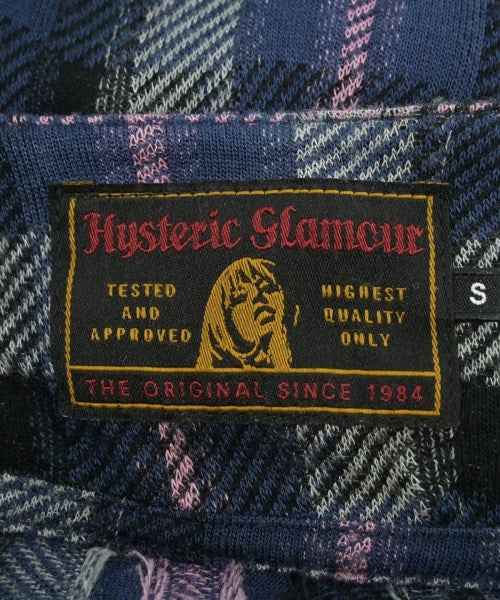 Hysteric Glamour
TESTED
AND
APPROVED
HIGHEST
QUALITY
ONLY
THE ORIGINAL SINCE 1984
S